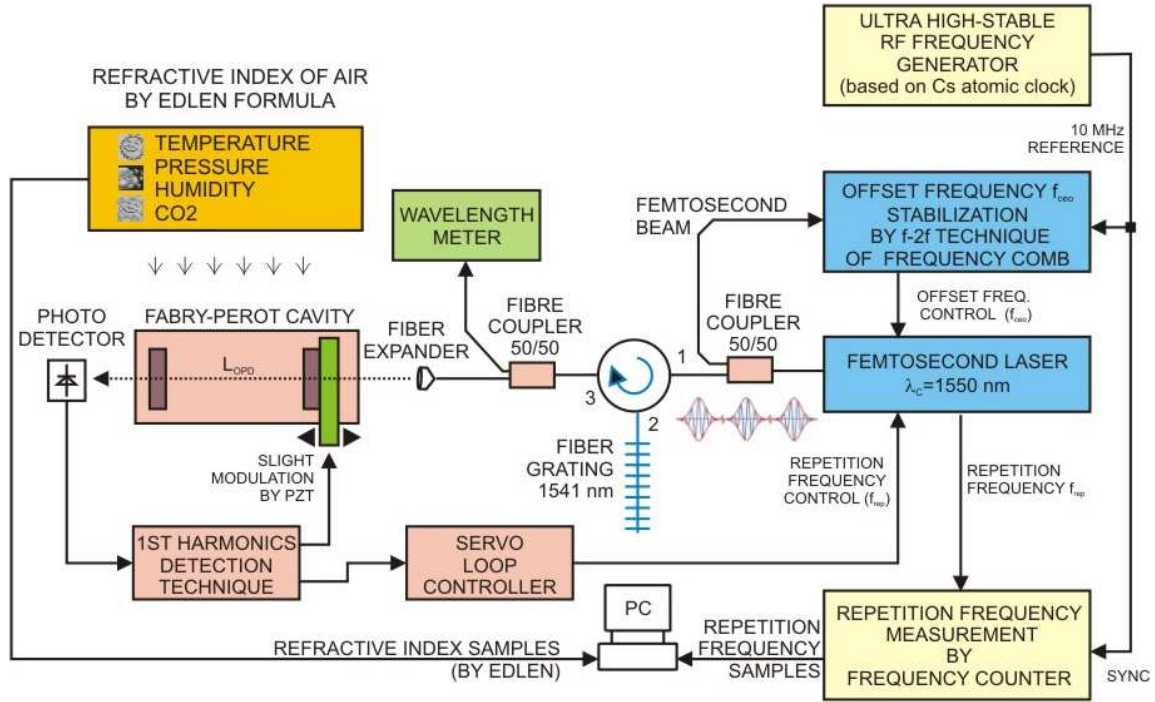 ULTRA HIGH-STABLE
RF FREQUENCY
GENERATOR
(based on Cs atomic clock)
REFRACTIVE INDEX OF AIR
BY EDLEN FORMULA
TEMPERATURE
PRESSURE
HUMIDITY
CO2
10 MHz
REFERENCE
WAVELENGTH
METER
FEMTOSECOND
BEAM
OFFSET FREQUENCY fceo
STABILIZATION
BY f-2f TECHNIQUE
OF FREQUENCY COMB
PHOTO
DETECTOR
FABRY-PEROT CAVITY
LOPD
FIBER
EXPANDER
FIBRE
COUPLER
50/50
FIBRE
COUPLER
50/50
OFFSET FREQ.
CONTROL (fceo)
FEMTOSECOND LASER
λC=1550 nm
1
2
3
SLIGHT
MODULATION
BY PZT
FIBER
GRATING
1541 nm
REPETITION
FREQUENCY
CONTROL (frep)
REPETITION
FREQUENCY frep
1ST HARMONICS
DETECTION
TECHNIQUE
SERVO
LOOP
CONTROLLER
PC
REFRACTIVE INDEX SAMPLES
(BY EDLEN)
REPETITION
FREQUENCY
SAMPLES
REPETITION FREQUENCY
MEASUREMENT
BY
FREQUENCY COUNTER
SYNC